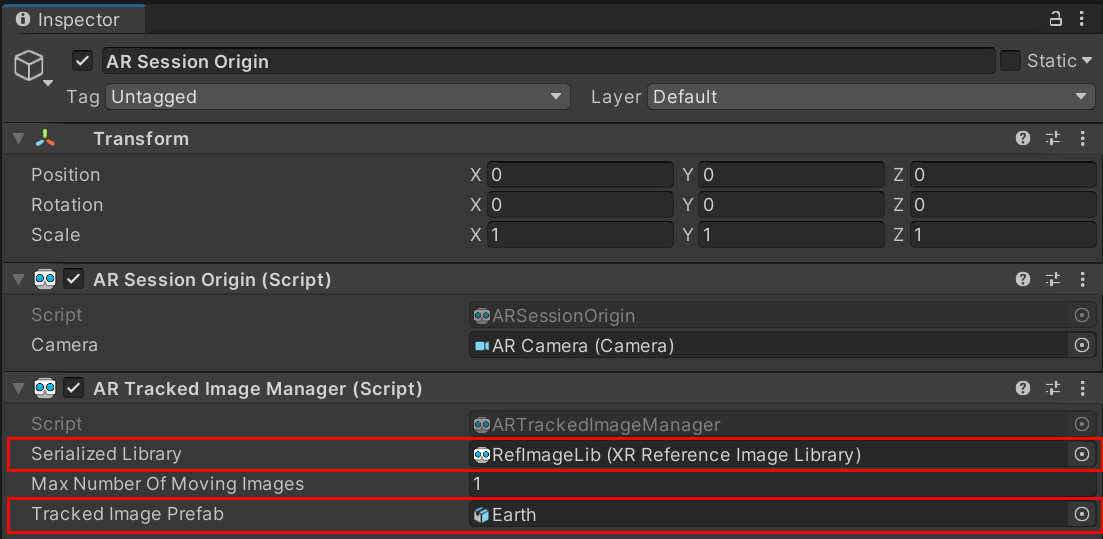 Inspector
AR Session Origin Static
Tag Untagged Layer Default
Transform
Position X 0 Y 0 Z 0
Rotation X 0 Y 0 Z 0
Scale X 1 Y 1 Z 1
AR Session Origin (Script)
Script ARSessionOrigin
Camera AR Camera (Camera)
AR Tracked Image Manager (Script)
Script ARTrackedImageManager
Serialized Library RefImageLib (XR Reference Image Library)
Max Number Of Moving Images 1
Tracked Image Prefab Earth